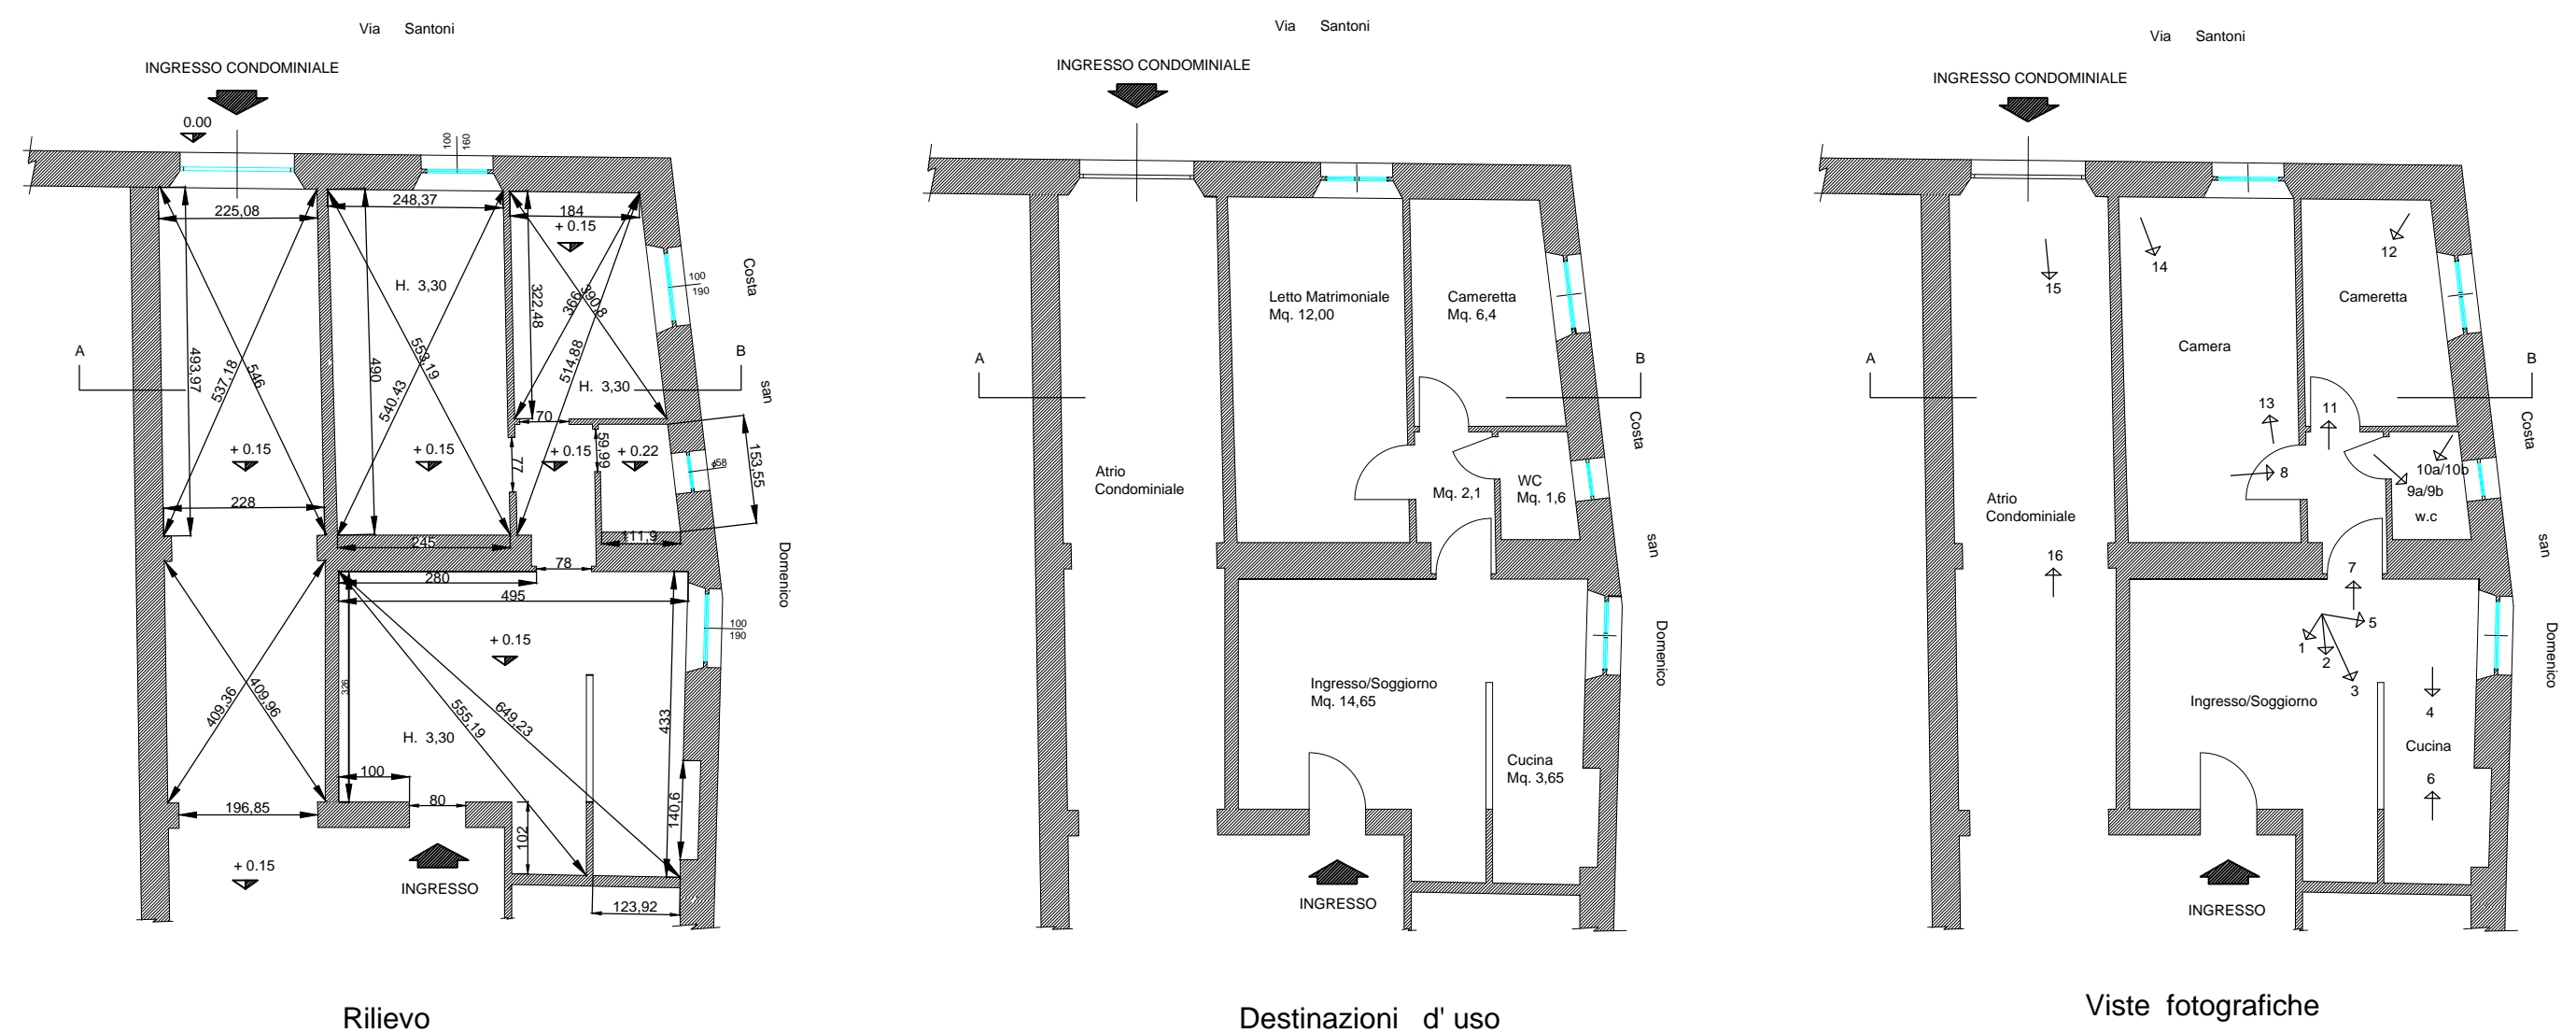 Via Santoni
INGRESSO CONDOMINIALE
0.00
100
160
225,08
248,37
184
+ 0.15
H. 3,30
322,48
366
390,8
100
190
Costa
A
B
493,97
537,18
546
490
553,19
540.43
514,88
H. 3,30
san
70
+ 0.15
+ 0.15
77
+ 0.15
59,99
+ 0.22
ø58
153,55
228
245
111,9
78
280
495
Domenico
+ 0.15
100
190
326
409,36
409,96
555,19
649,23
433
H. 3,30
100
80
196,85
102
140,6
+ 0.15
INGRESSO
123,92
Rilievo
Via Santoni
INGRESSO CONDOMINIALE
Letto Matrimoniale
Mq. 12,00
Cameretta
Mq. 6,4
A
B
Costa
Atrio
Condominiale
Mq. 2,1
WC
Mq. 1,6
san
Domenico
Ingresso/Soggiorno
Mq. 14,65
Cucina
Mq. 3,65
INGRESSO
Destinazioni d' uso
Via Santoni
INGRESSO CONDOMINIALE
12
14
15
Cameretta
Camera
A
B
13
11
Costa
8
10a/10b
9a/9b
w.c
Atrio
Condominiale
san
16
7
5
1
2
3
Domenico
Ingresso/Soggiorno
4
Cucina
6
INGRESSO
Viste fotografiche